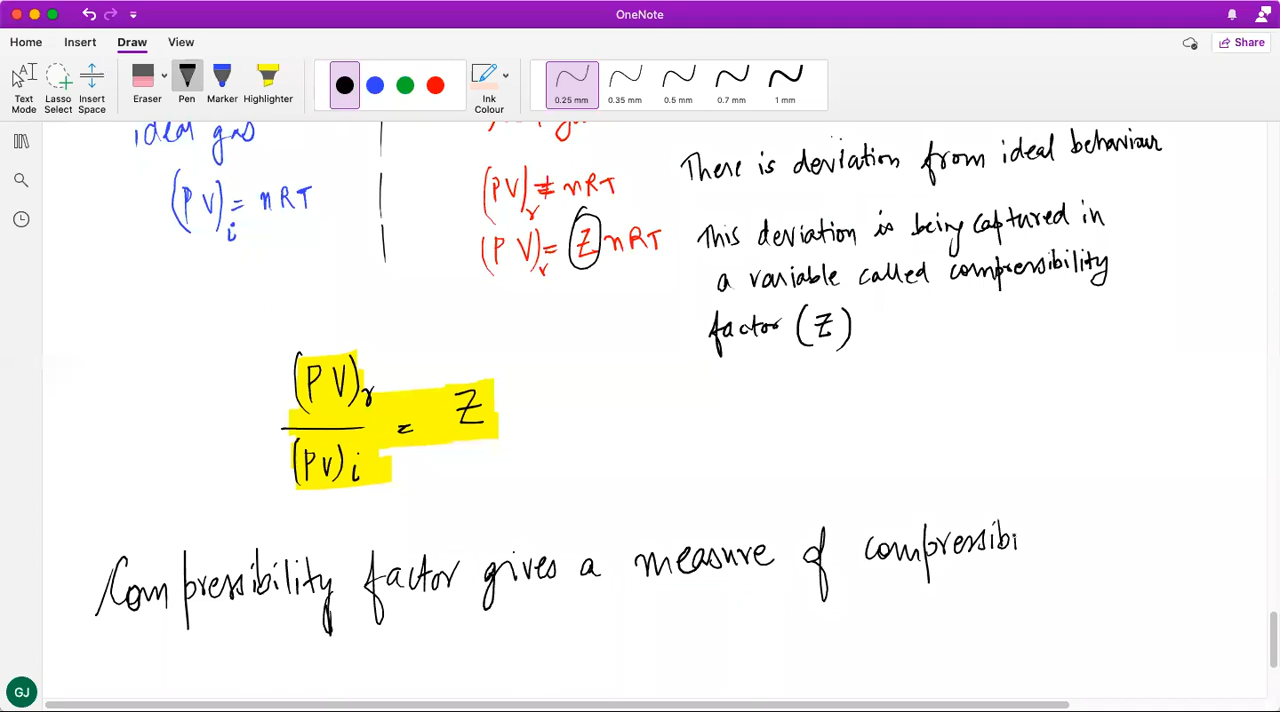 OneNote
Home Insert Draw View
Share
Text Mode
Lasso Select
Insert Space
Eraser
Pen
Marker
Highlighter
Ink Colour
0.25 mm
0.35 mm
0.5 mm
0.7 mm
1 mm
ideal gas
(PV)i = nRT
(PV)r ≠ nRT
(PV)r = Z nRT
There is deviation from ideal behaviour
This deviation is being captured in
a variable called compressibility
factor (Z)
(PV)r
= Z
(PV)i
Compressibility factor gives a measure of compressibi
GJ